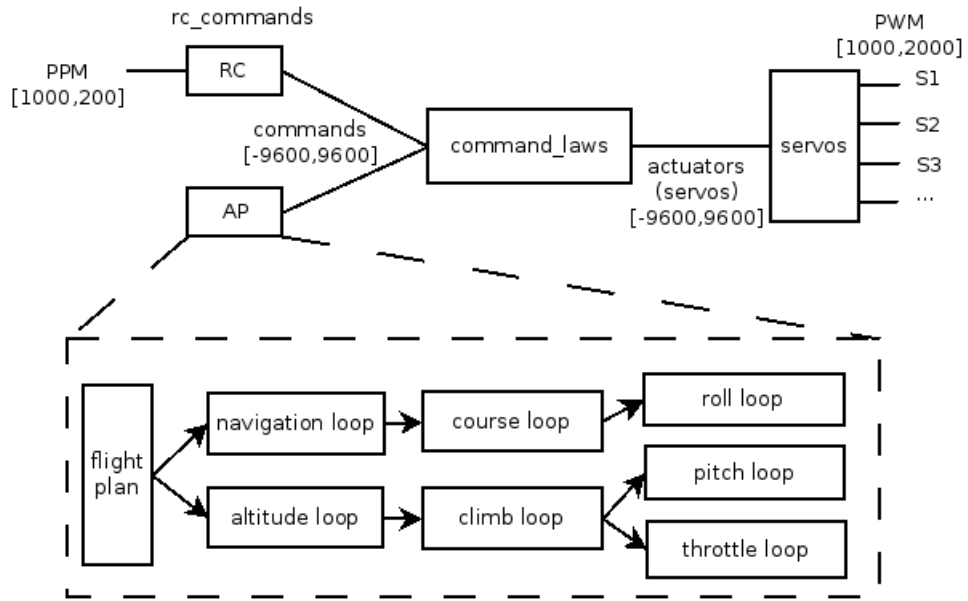 rc_commands
PWM
[1000,2000]
PPM
[1000,200]
RC
S1
commands
[-9600,9600]
command_laws
servos
S2
actuators
(servos)
[-9600,9600]
S3
...
AP
flight
plan
navigation loop
course loop
roll loop
pitch loop
altitude loop
climb loop
throttle loop